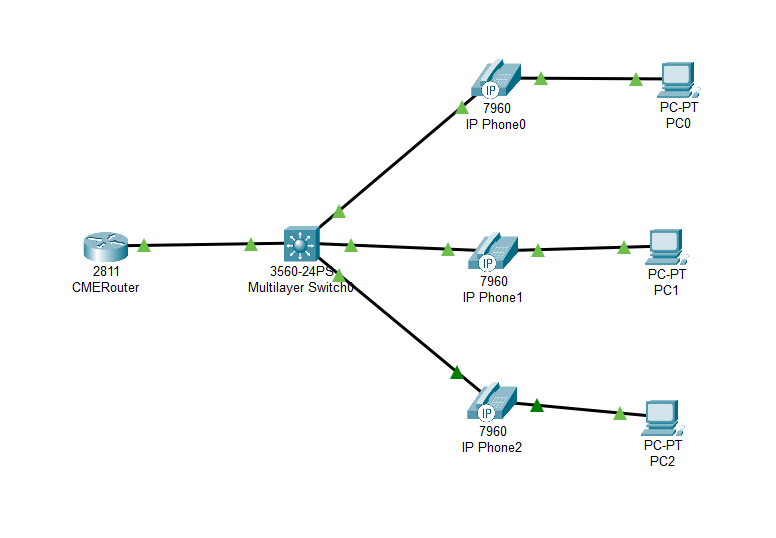 IP
7960
IP Phone0
PC-PT
PC0
2811
CMERouter
3560-24PS
Multilayer Switch0
IP
7960
IP Phone1
PC-PT
PC1
IP
7960
IP Phone2
PC-PT
PC2